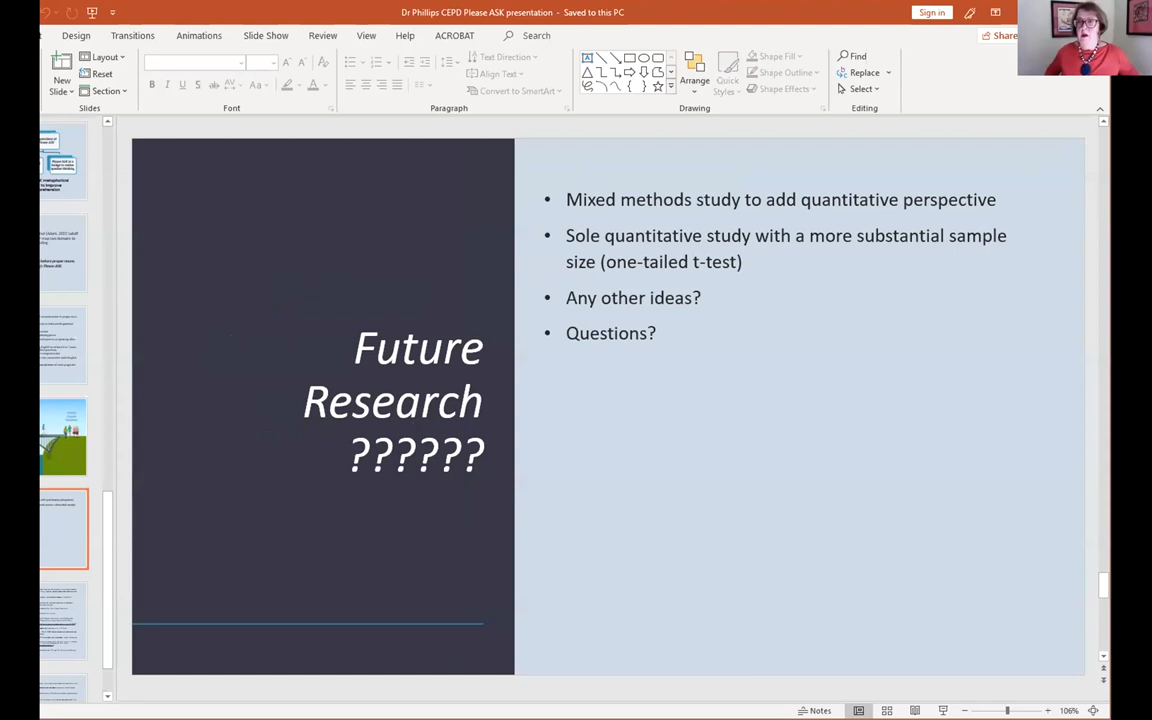 Dr Phillips CEPD Please ASK presentation - Saved to this PC
Sign in
Design Transitions Animations Slide Show Review View Help ACROBAT Search
Share
New
Slide
Layout
Reset
Section
Slides
B I U S ab AV Aa A
Font
Text Direction
Align Text
Convert to SmartArt
Paragraph
Arrange
Quick
Styles
Shape Fill
Shape Outline
Shape Effects
Drawing
Find
Replace
Select
Editing
Future
Research
??????
• Mixed methods study to add quantitative perspective
• Sole quantitative study with a more substantial sample
size (one-tailed t-test)
• Any other ideas?
• Questions?
Notes
106%